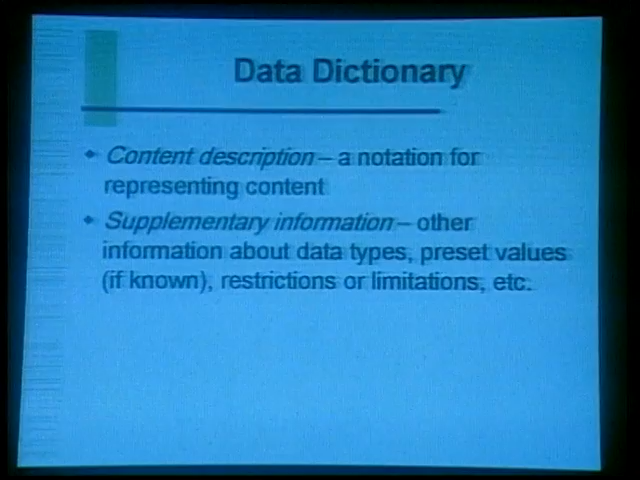 Data Dictionary
Content description – a notation for
representing content
Supplementary information – other
information about data types, preset values
(if known), restrictions or limitations, etc.